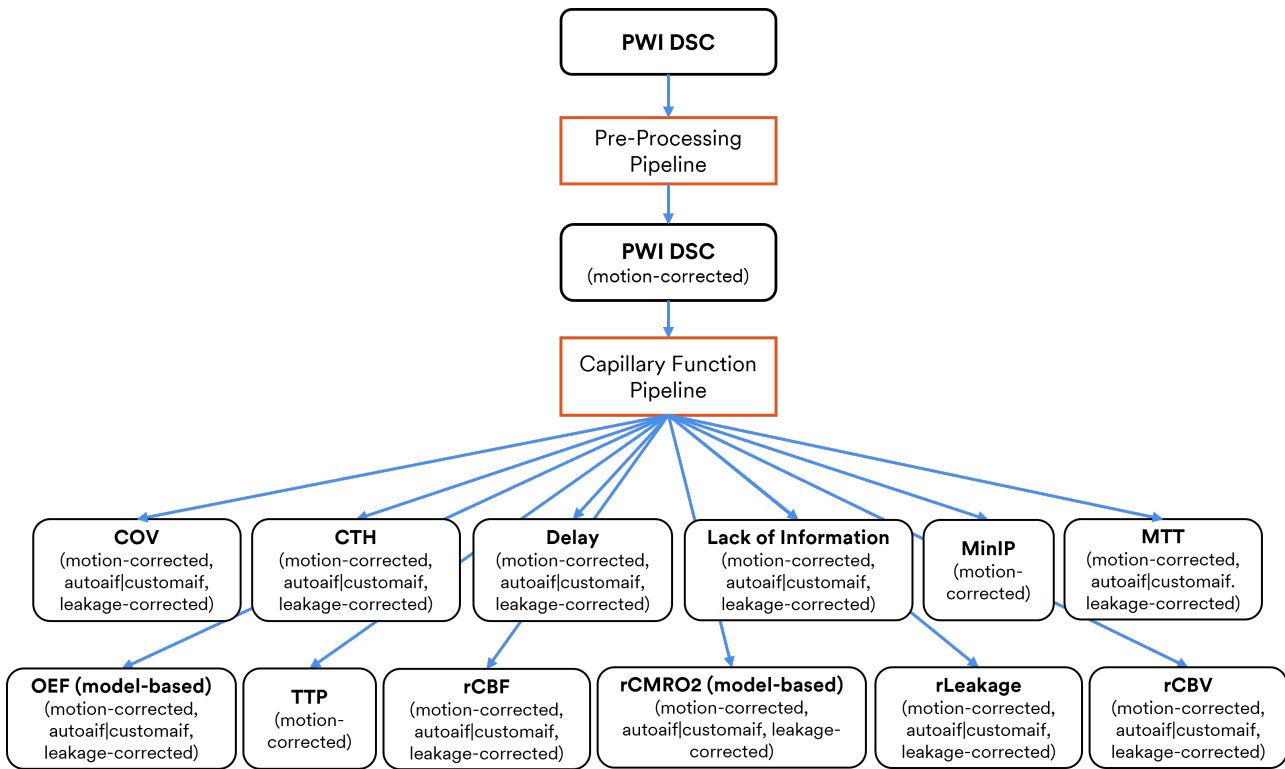 PWI DSC
Pre-Processing
Pipeline
PWI DSC
(motion-corrected)
Capillary Function
Pipeline
COV
(motion-corrected,
autoaif|customaif,
leakage-corrected)
CTH
(motion-corrected,
autoaif|customaif,
leakage-corrected)
Delay
(motion-corrected,
autoaif|customaif,
leakage-corrected)
Lack of Information
(motion-corrected,
autoaif|customaif,
leakage-corrected)
MinIP
(motion-
corrected)
MTT
(motion-corrected,
autoaif|customaif.
leakage-corrected)
OEF (model-based)
(motion-corrected,
autoaif|customaif,
leakage-corrected)
TTP
(motion-
corrected)
rCBF
(motion-corrected,
autoaif|customaif,
leakage-corrected)
rCMRO2 (model-based)
(motion-corrected,
autoaif|customaif, leakage-
corrected)
rLeakage
(motion-corrected,
autoaif|customaif,
leakage-corrected)
rCBV
(motion-corrected,
autoaif|customaif,
leakage-corrected)